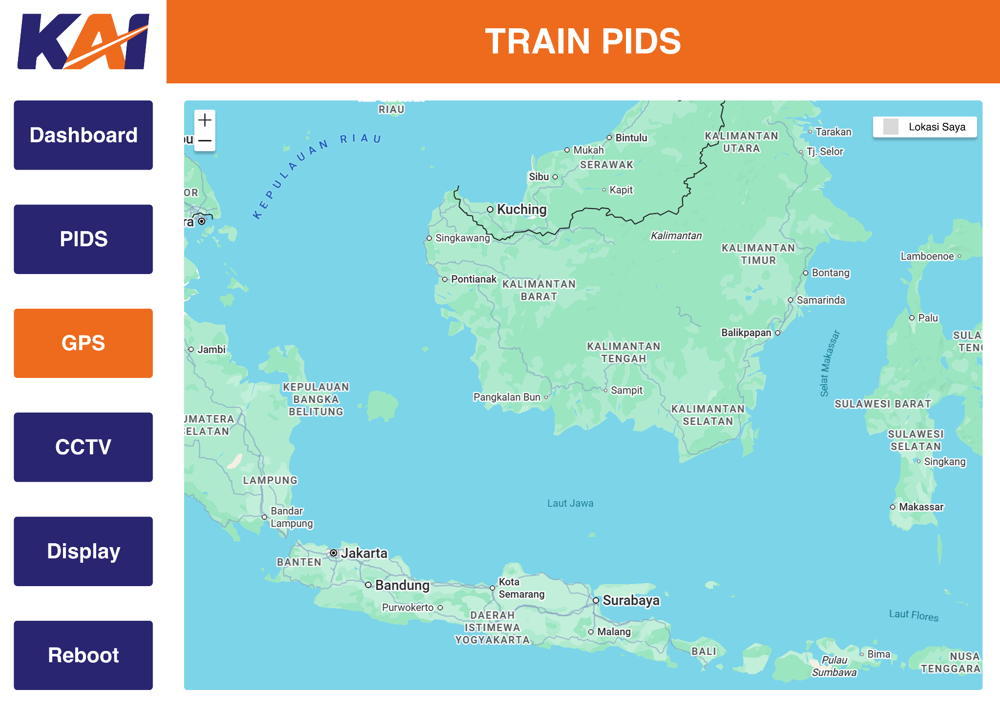 KAI
TRAIN PIDS
Dashboard
PIDS
GPS
CCTV
Display
Reboot
+
−
Lokasi Saya
RIAU
KEPULAUAN RIAU
Bintulu
Mukah
SERAWAK
Sibu
Kapit
KALIMANTAN
UTARA
Tarakan
Tj. Selor
OR
ra
Kuching
Singkawang
Kalimantan
KALIMANTAN
TIMUR
Lamboenoe
Bontang
Pontianak
KALIMANTAN
BARAT
Samarinda
Palu
Balikpapan
Selat Makassar
SULA
TENG
Jambi
KALIMANTAN
TENGAH
KEPULAUAN
BANGKA
BELITUNG
Sampit
Pangkalan Bun
KALIMANTAN
SELATAN
SULAWESI BARAT
UMATERA
SELATAN
SULAWESI
SELATAN
Singkang
LAMPUNG
Laut Jawa
Makassar
Bandar
Lampung
Jakarta
BANTEN
Bandung
Kota
Semarang
Surabaya
Purwokerto
DAERAH
ISTIMEWA
YOGYAKARTA
Malang
Laut Flores
BALI
Pulau
Sumbawa
Bima
NUSA
TENGGARA